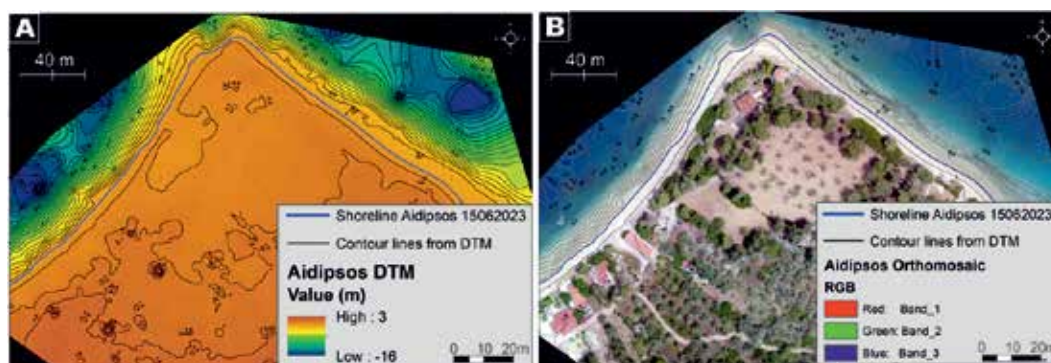 A
40 m
Shoreline Aidipsos 15062023
Contour lines from DTM
Aidipsos DTM
Value (m)
High : 3
Low : -16
0 10 20m
B
40 m
Shoreline Aidipsos 15062023
Contour lines from DTM
Aidipsos Orthomosaic
RGB
Red: Band_1
Green: Band_2
Blue: Band_3
0 10 20m